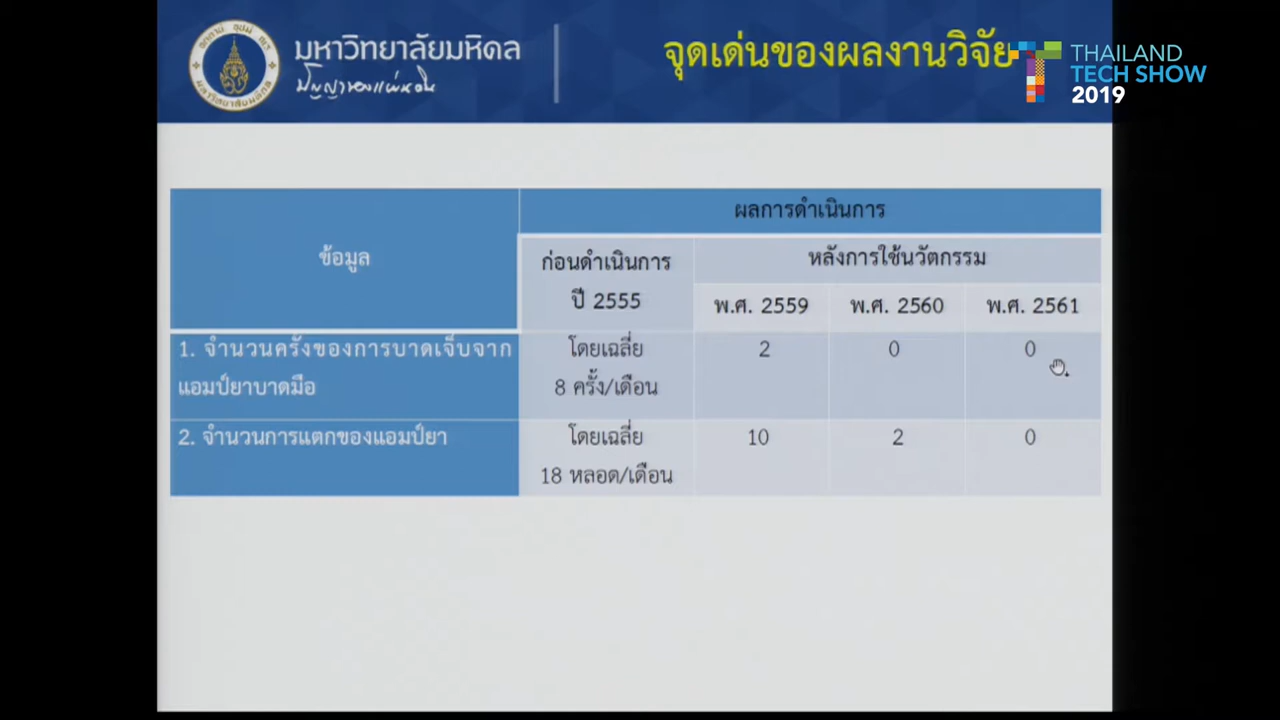 มหาวิทยาลัยมหิดล
ปัญญาของแผ่นดิน
จุดเด่นของผลงานวิจัย
THAILAND
TECH SHOW
2019
ข้อมูล
ผลการดำเนินการ
ก่อนดำเนินการ
ปี 2555
หลังการใช้นวัตกรรม
พ.ศ. 2559
พ.ศ. 2560
พ.ศ. 2561
1. จำนวนครั้งของการบาดเจ็บจาก
แอมป์ยาบาดมือ
โดยเฉลี่ย
8 ครั้ง/เดือน
2
0
0
2. จำนวนการแตกของแอมป์ยา
โดยเฉลี่ย
18 หลอด/เดือน
10
2
0